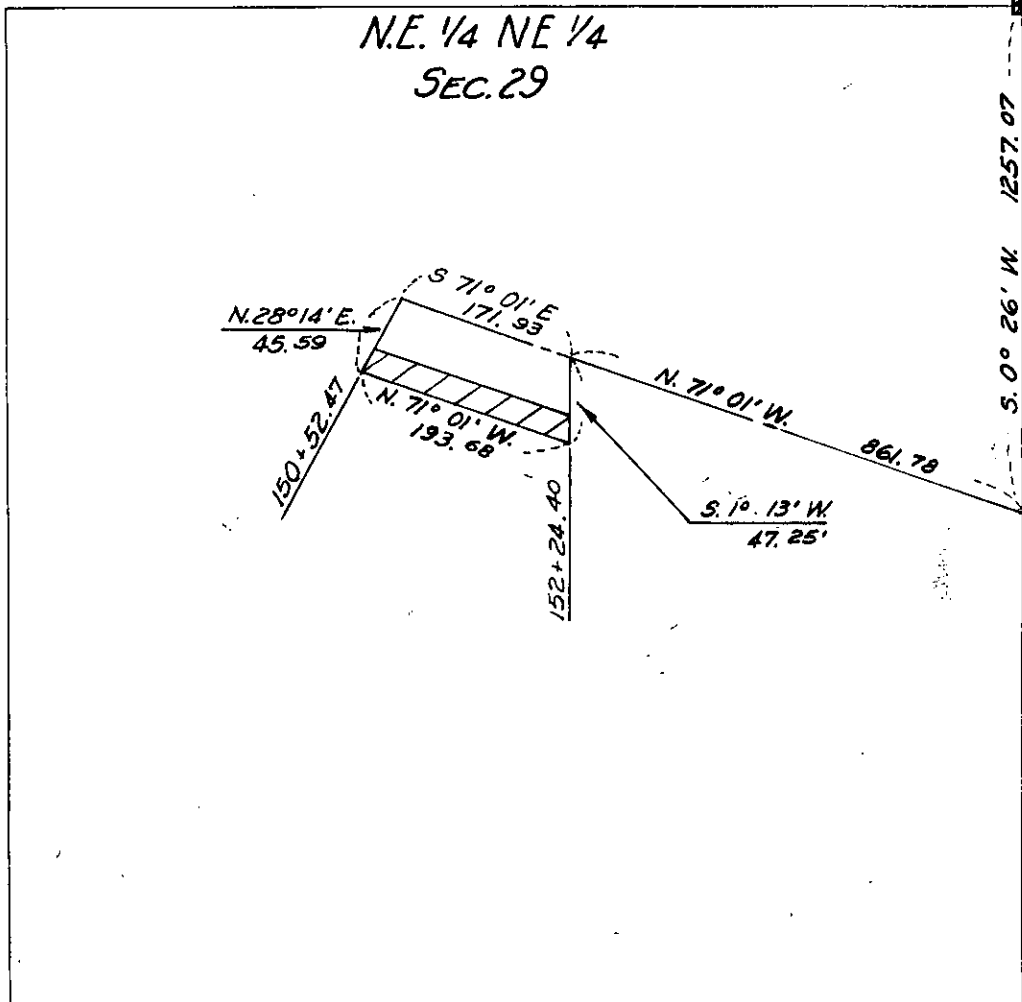 N.E. 1/4 NE 1/4
SEC. 29
S. 0° 26' W. 1257.07
S 71° 01' E
171.93
N. 28° 14' E.
45.59
N. 71° 01' W.
861.78
N. 71° 01' W.
193.68
150+52.47
S. 1°. 13' W.
47.25'
152+24.40